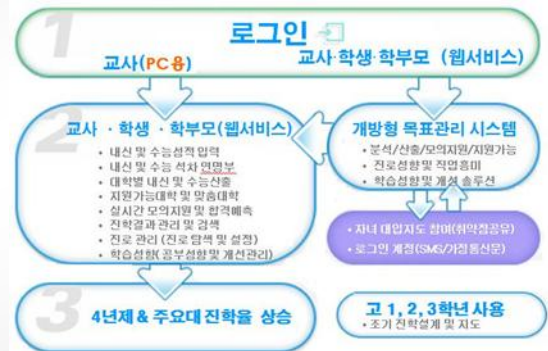 1
로그인
교사(PC용)
교사·학생·학부모 (웹서비스)
2
교사 · 학생 · 학부모(웹서비스)
• 내신 및 수능성적 입력
• 내신 및 수능 석차 연명부
• 대학별 내신 및 수능산출
• 지원가능대학 및 맞춤대학
• 실시간 모의지원 및 합격예측
• 진학결과 관리 및 검색
• 진로 관리 (진로 탐색 및 설정)
• 학습성향( 공부성향 및 개선관리)
개방형 목표관리 시스템
• 분석/산출/모의지원/지원가능
• 진로성향 및 직업흥미
• 학습성향 및 개선 솔루션
• 자녀 대입지도 참여(취약점공유)
• 로그인 계정(SMS/가정통신문)
3
4년제 & 주요대 진학율 상승
고 1, 2, 3학년 사용
• 조기 진학설계 및 지도